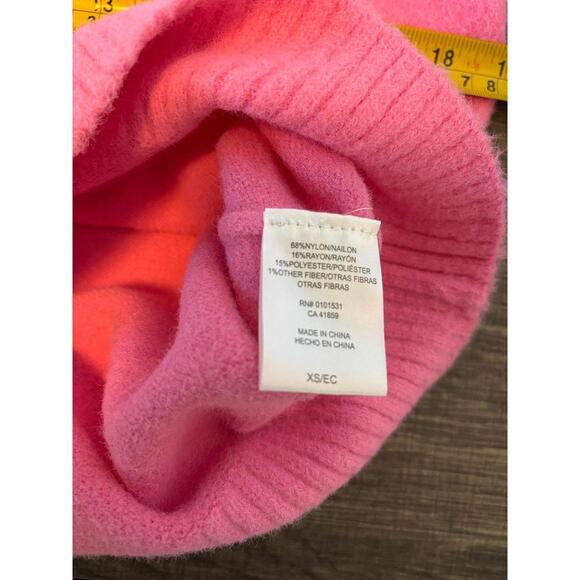 13
18
7 8
68%NYLON/NAILON
16%RAYON/RAYÓN
15%POLYESTER/POLIÉSTER
1%OTHER FIBER/OTRAS FIBRAS
OTRAS FIBRAS
RN# 0101531
CA 41859
MADE IN CHINA
HECHO EN CHINA
XS/EC